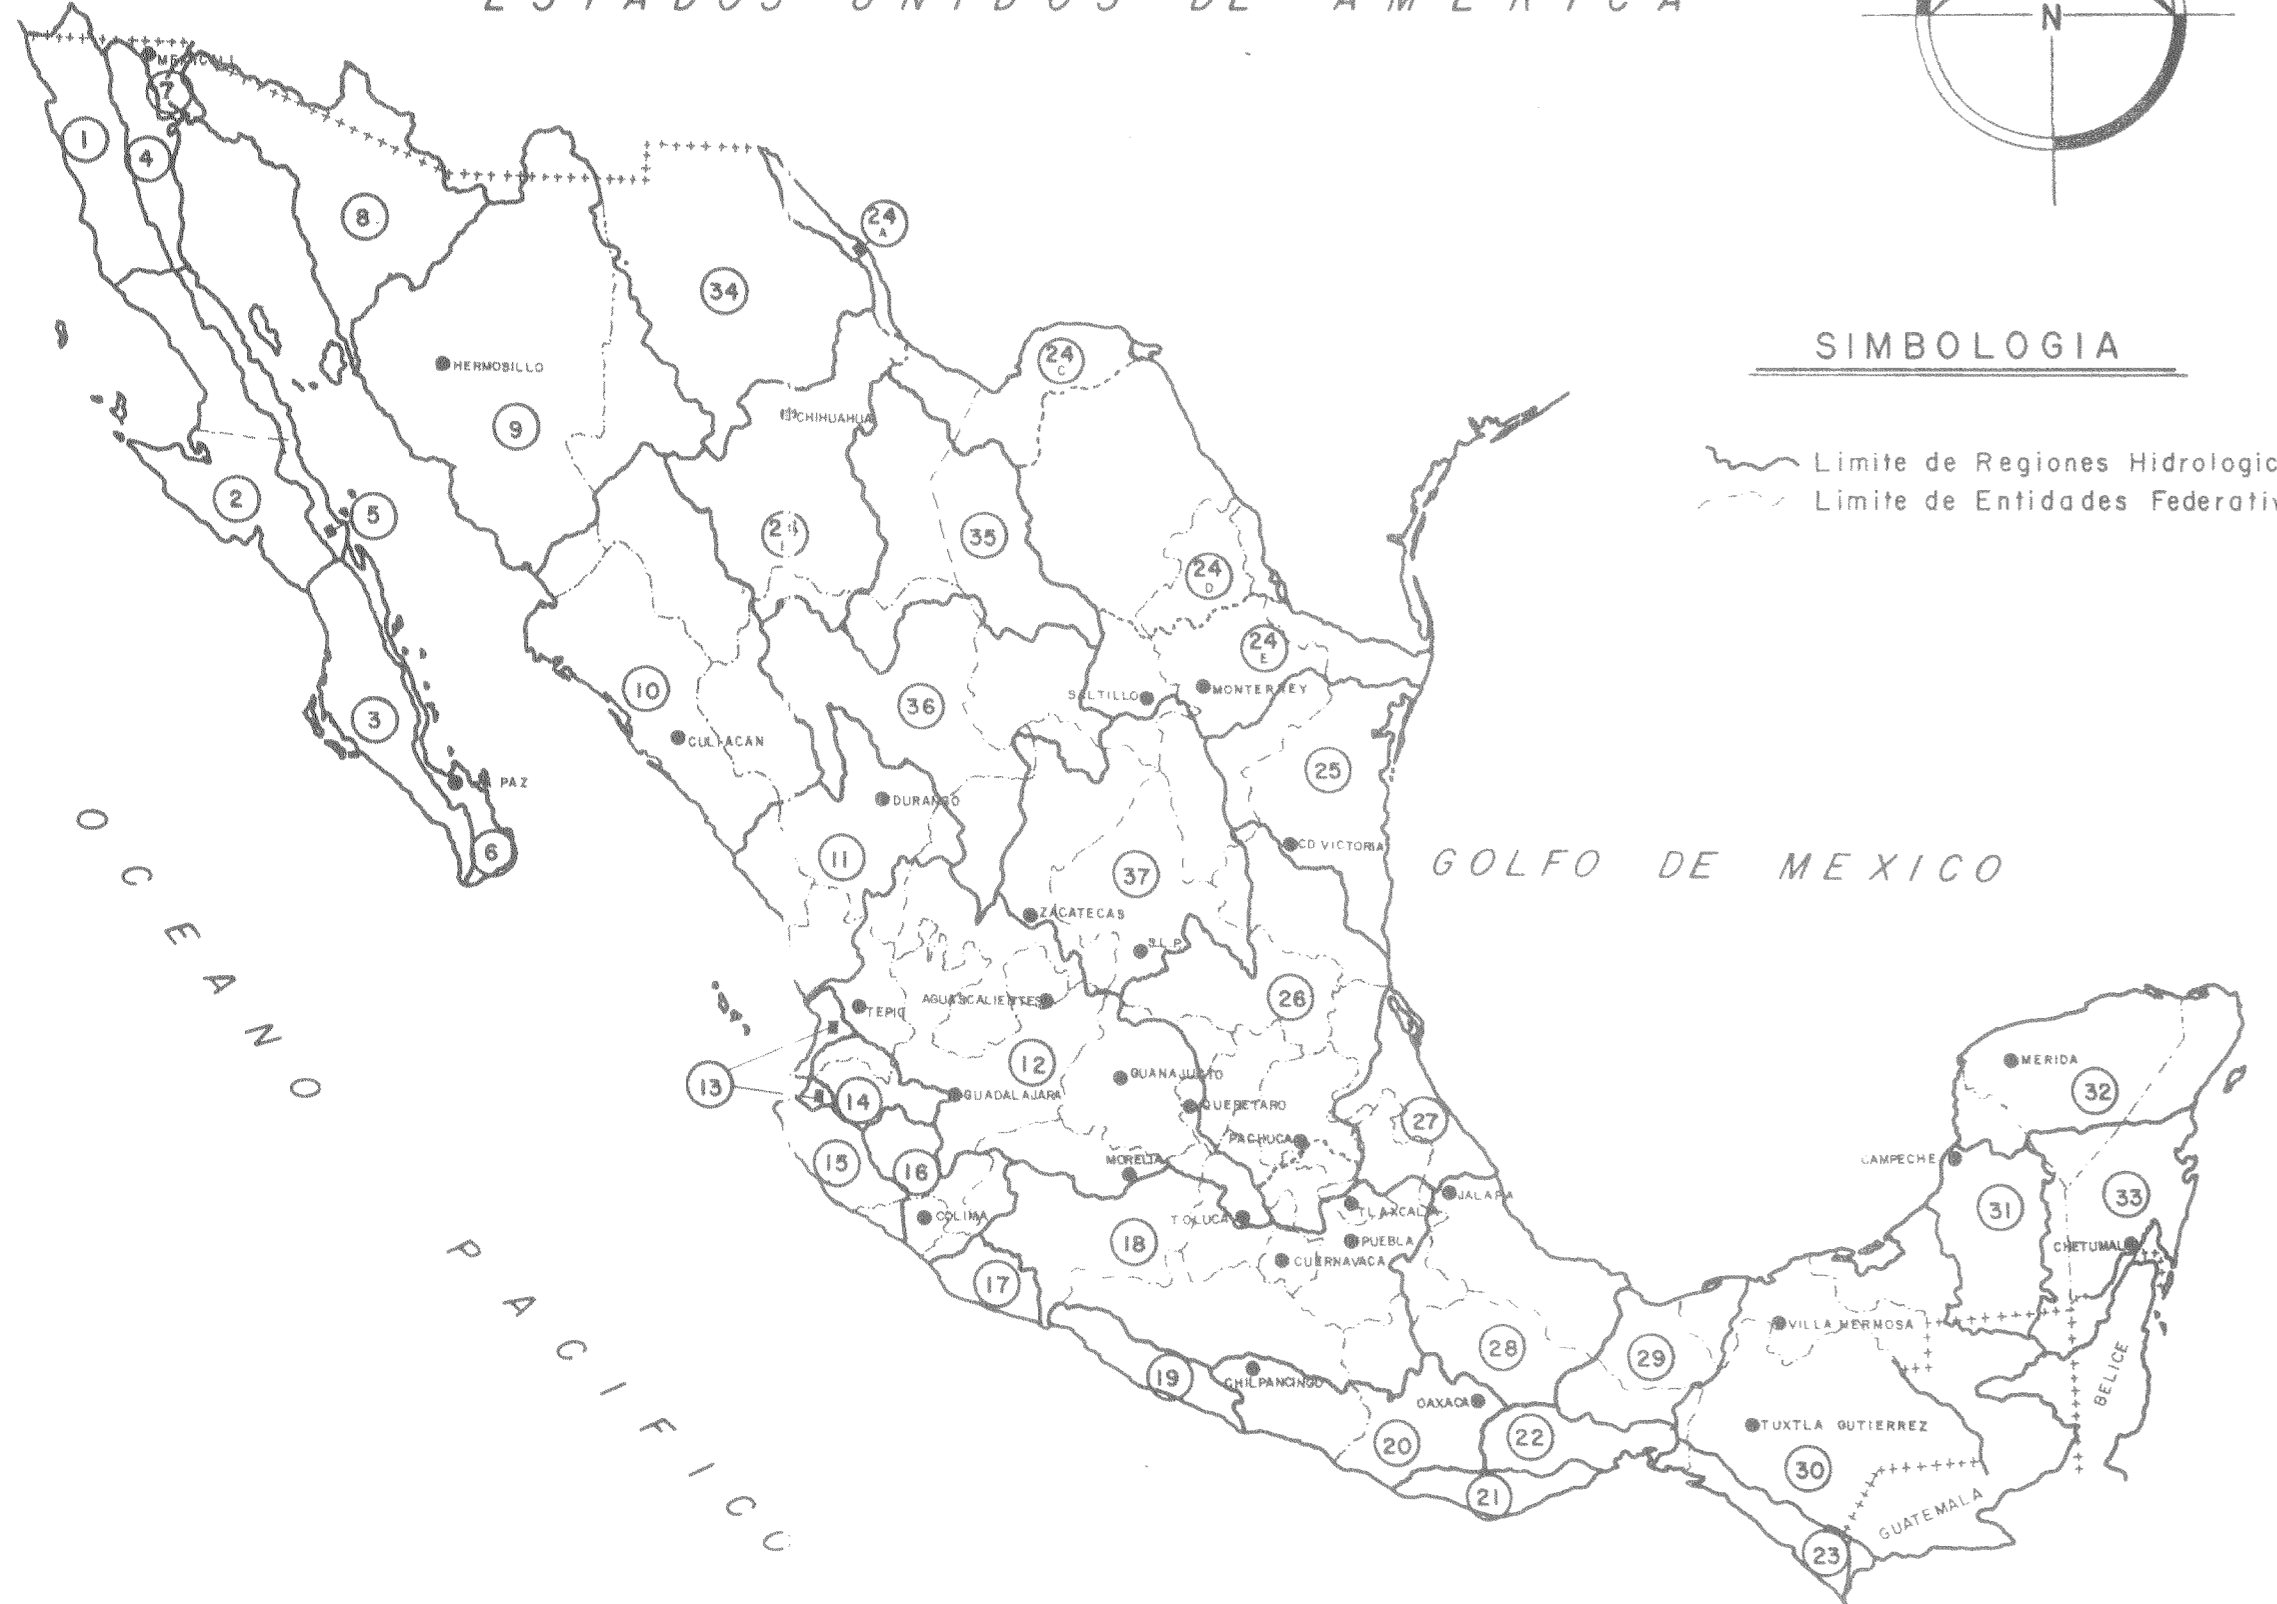 ESTADOS UNIDOS DE AMERICA
N
SIMBOLOGIA
Limite de Regiones Hidrologic
Limite de Entidades Federativ
MEXICALI
7
1
4
8
24
A
34
24
C
HERMOSILLO
CHIHUAHUA
9
2
5
35
24
D
24
E
10
3
36
SALTILLO
MONTERREY
CULIACAN
25
PAZ
DURANGO
CD VICTORIA
6
11
37
GOLFO DE MEXICO
ZACATECAS
S.L.P.
AGUASCALIENTES
TEPIC
26
12
13
14
GUADALAJARA
GUANAJUATO
QUERETARO
27
MERIDA
32
PACHUCA
15
16
MORELIA
CAMPECHE
JALAPA
31
33
COLIMA
TOLUCA
TLAXCALA
18
PUEBLA
CUERNAVACA
CHETUMAL
17
VILLA HERMOSA
28
29
BELICE
19
CHILPANCINGO
OAXACA
TUXTLA GUTIERREZ
20
22
30
21
GUATEMALA
23
OCEANO PACIFICO